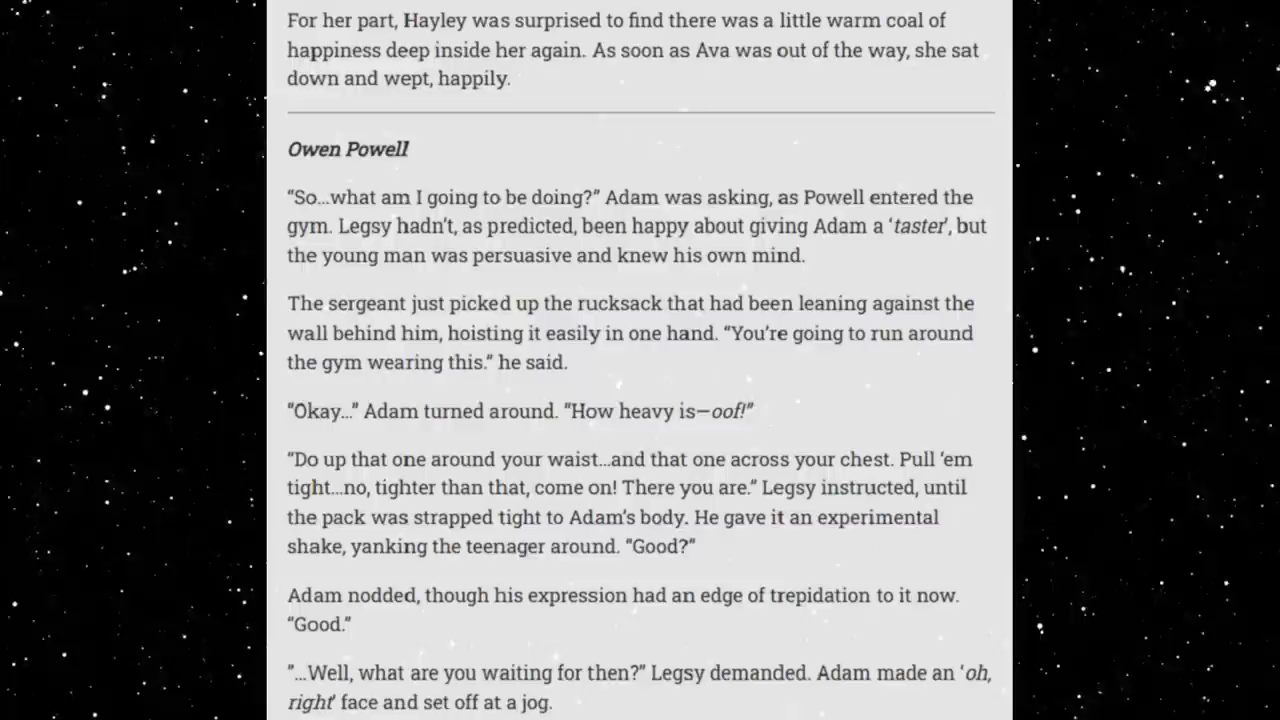 For her part, Hayley was surprised to find there was a little warm coal of
happiness deep inside her again. As soon as Ava was out of the way, she sat
down and wept, happily.
Owen Powell
“So…what am I going to be doing?” Adam was asking, as Powell entered the
gym. Legsy hadn’t, as predicted, been happy about giving Adam a ‘taster’, but
the young man was persuasive and knew his own mind.
The sergeant just picked up the rucksack that had been leaning against the
wall behind him, hoisting it easily in one hand. “You’re going to run around
the gym wearing this.” he said.
“Okay…” Adam turned around. “How heavy is—oof!”
“Do up that one around your waist…and that one across your chest. Pull ‘em
tight…no, tighter than that, come on! There you are.” Legsy instructed, until
the pack was strapped tight to Adam’s body. He gave it an experimental
shake, yanking the teenager around. “Good?”
Adam nodded, though his expression had an edge of trepidation to it now.
“Good.”
”…Well, what are you waiting for then?” Legsy demanded. Adam made an ‘oh,
right’ face and set off at a jog.